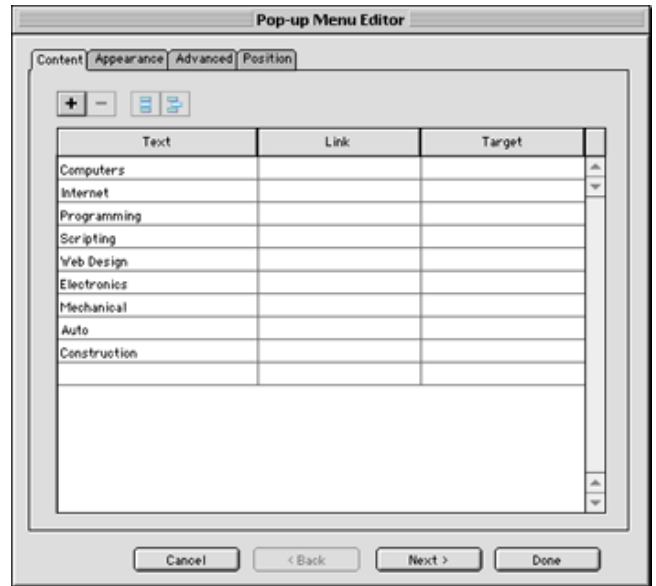 Pop-up Menu Editor
Content Appearance Advanced Position
+ −
Text Link Target
Computers
Internet
Programming
Scripting
Web Design
Electronics
Mechanical
Auto
Construction
Cancel < Back Next > Done